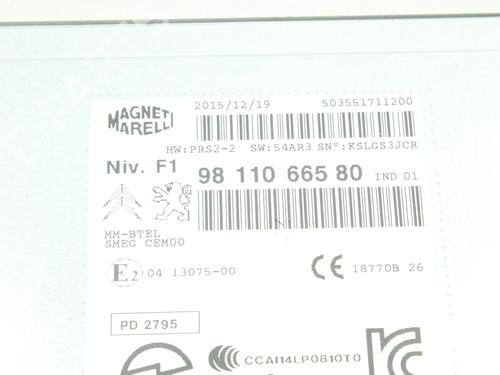 MAGNETI MARELLI
2015/12/19 503551711200
HW:PRS2-2 SW:54AR3 SN°:KSLGS3JCR
Niv. F1
98 110 665 80 IND 01
MM-BTEL
SMEG CEM00
E2 04 13075-00
CE 18770B 26
PD 2795
CCAI14LP0810T0